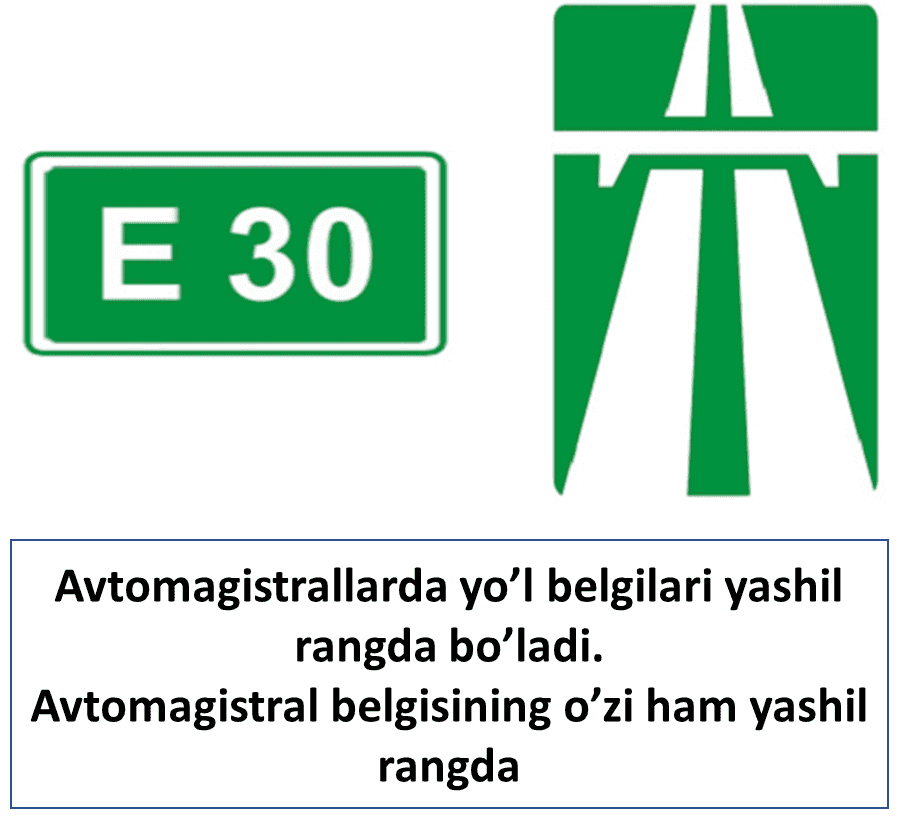 E 30
Avtomagistrallarda yo’l belgilari yashil
rangda bo’ladi.
Avtomagistral belgisining o’zi ham yashil
rangda